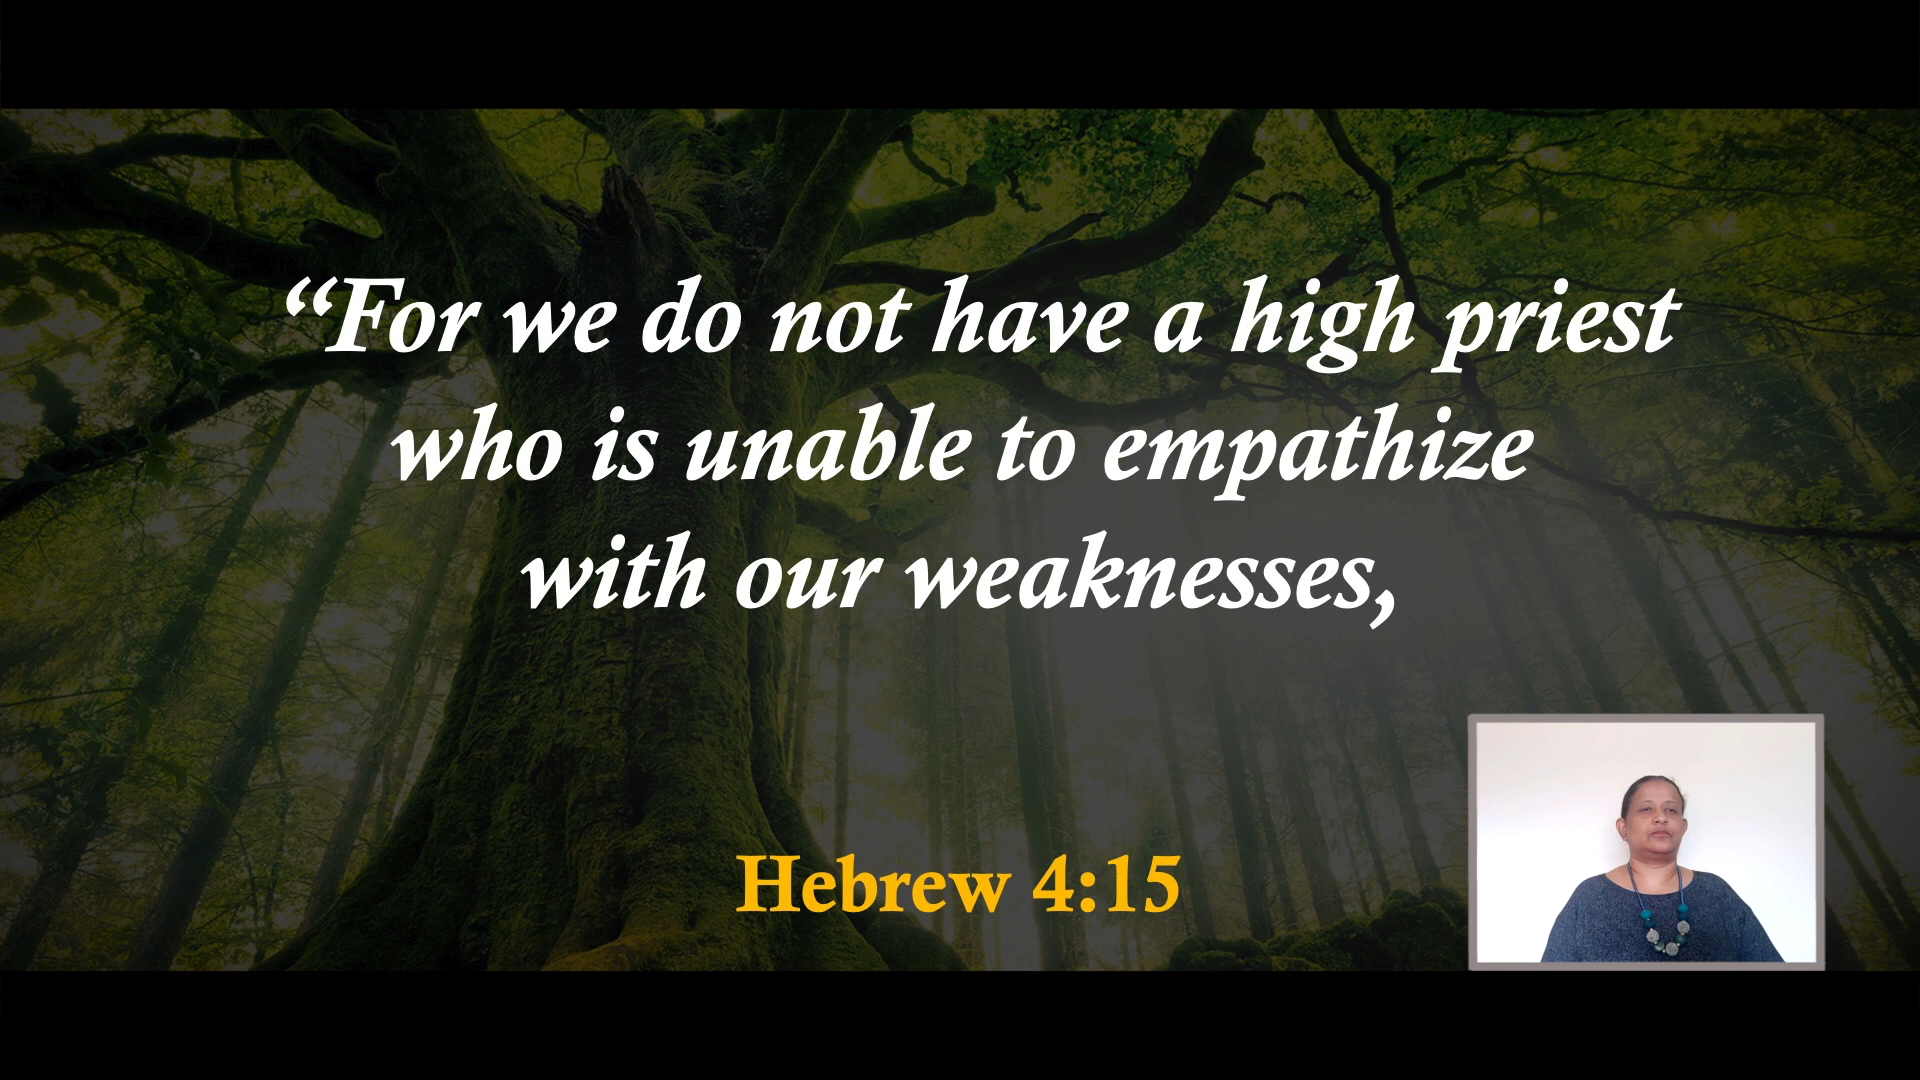 “For we do not have a high priest
who is unable to empathize
with our weaknesses,
Hebrew 4:15